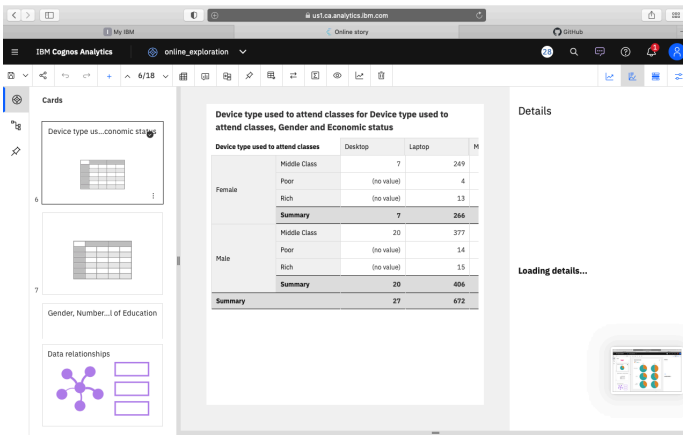 us1.ca.analytics.ibm.com
My IBM
Online story
GitHub
IBM Cognos Analytics
online_exploration
28
1
6/18
Cards
Device type us...conomic status
6
7
Gender, Number...l of Education
Data relationships
Device type used to attend classes for Device type used to
attend classes, Gender and Economic status
Device type used to attend classes Desktop Laptop M
Female
Middle Class 7 249
Poor (no value) 4
Rich (no value) 13
Summary 7 266
Male
Middle Class 20 377
Poor (no value) 14
Rich (no value) 15
Summary 20 406
Summary 27 672
Details
Loading details...